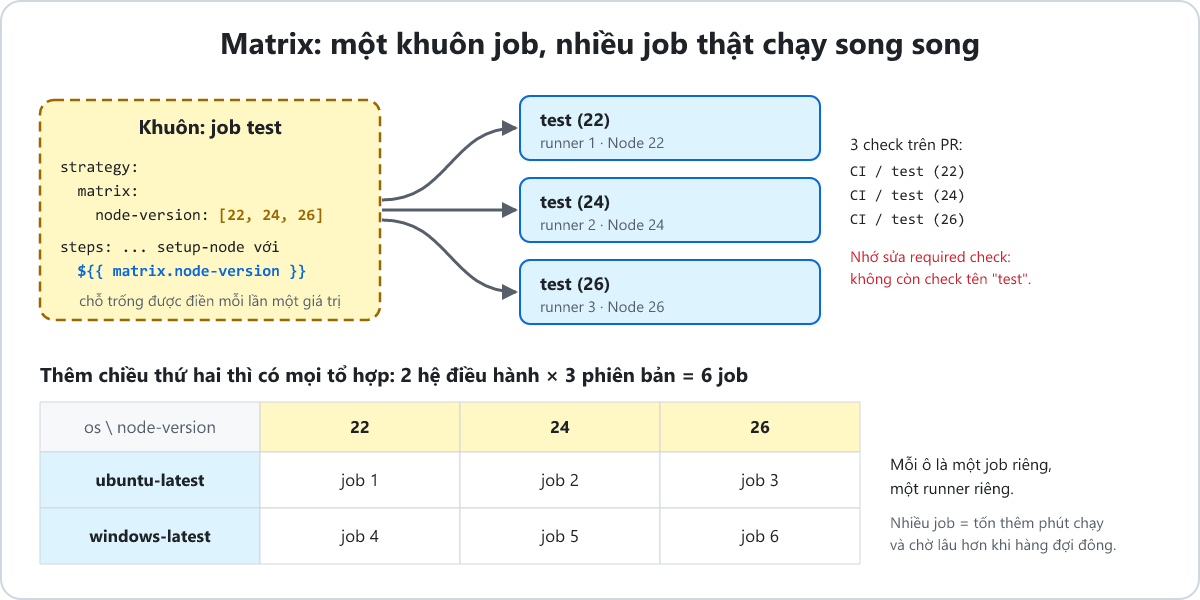 Matrix: một khuôn job, nhiều job thật chạy song song
Khuôn: job test
strategy:
matrix:
node-version: [22, 24, 26]
steps: ... setup-node với
${{ matrix.node-version }}
chỗ trống được điền mỗi lần một giá trị
test (22)
runner 1 · Node 22
test (24)
runner 2 · Node 24
test (26)
runner 3 · Node 26
3 check trên PR:
CI / test (22)
CI / test (24)
CI / test (26)
Nhớ sửa required check:
không còn check tên "test".
Thêm chiều thứ hai thì có mọi tổ hợp: 2 hệ điều hành × 3 phiên bản = 6 job
os \ node-version 22 24 26
ubuntu-latest job 1 job 2 job 3
windows-latest job 4 job 5 job 6
Mỗi ô là một job riêng,
một runner riêng.
Nhiều job = tốn thêm phút chạy
và chờ lâu hơn khi hàng đợi đông.